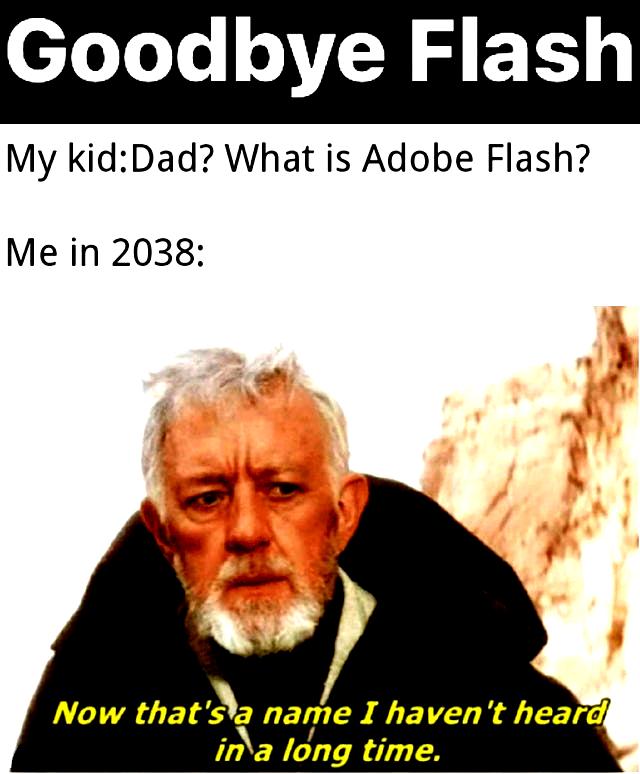 Goodbye Flash
My kid:Dad? What is Adobe Flash?
Me in 2038:
Now that's a name I haven't heard
in a long time.